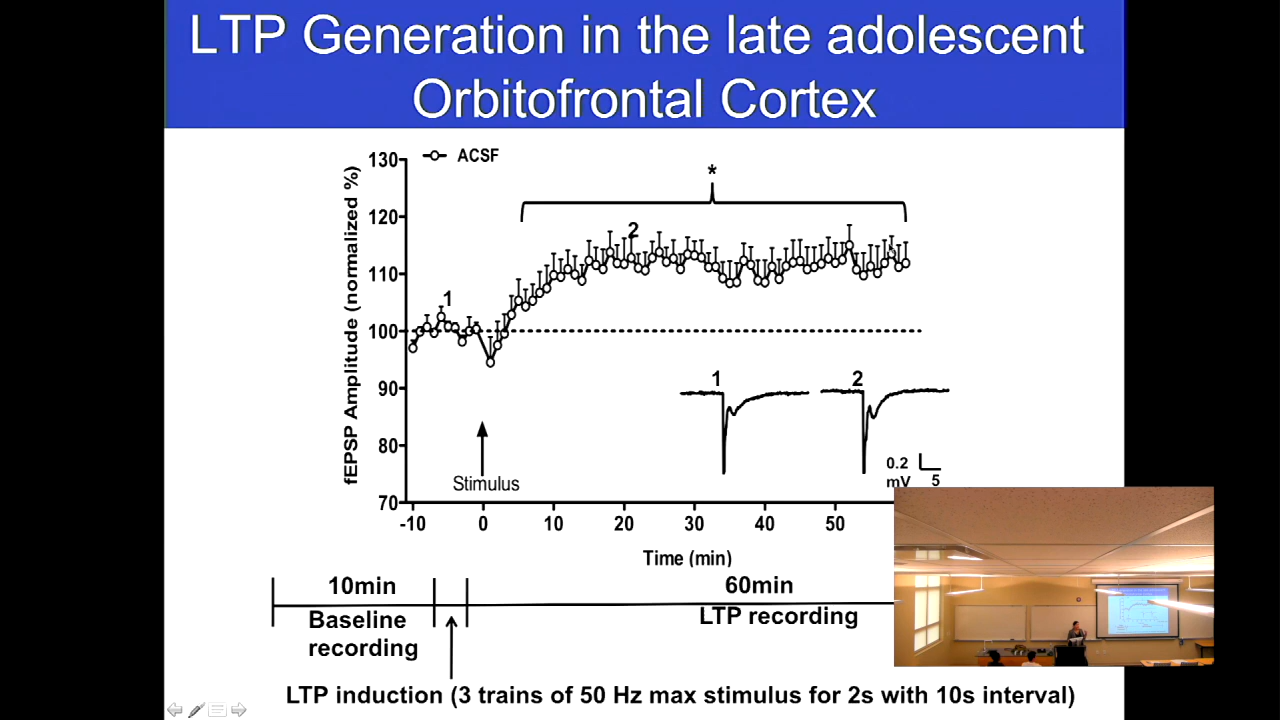 LTP Generation in the late adolescent
Orbitofrontal Cortex
ACSF
fEPSP Amplitude (normalized %)
130
120
110
100
90
80
70
*
1
2
1
2
0.2
mV
5
Stimulus
-10
0
10
20
30
40
50
Time (min)
10min
60min
Baseline
recording
LTP recording
LTP induction (3 trains of 50 Hz max stimulus for 2s with 10s interval)